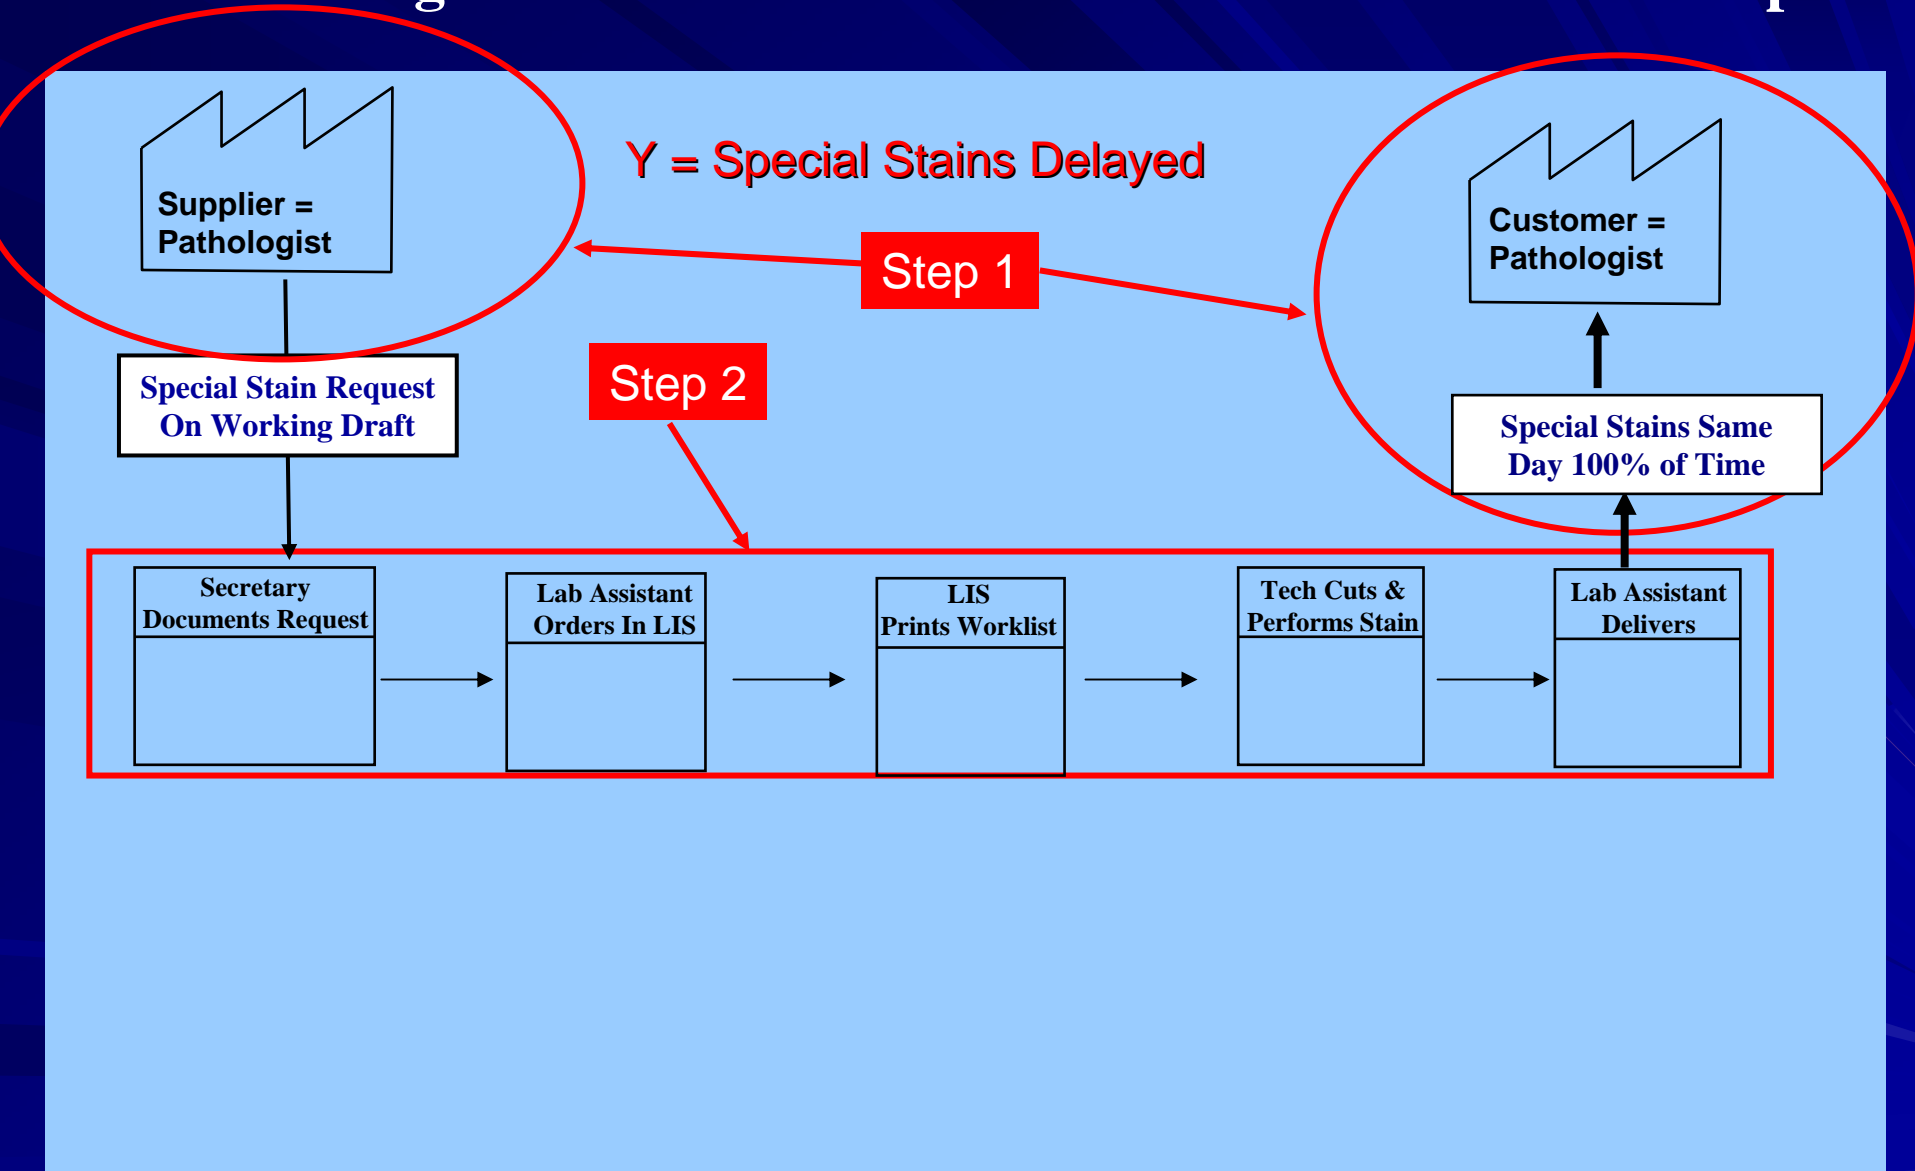 Y = Special Stains Delayed
Supplier =
Pathologist
Customer =
Pathologist
Step 1
Step 2
Special Stain Request
On Working Draft
Special Stains Same
Day 100% of Time
Secretary
Documents Request
Lab Assistant
Orders In LIS
LIS
Prints Worklist
Tech Cuts &
Performs Stain
Lab Assistant
Delivers